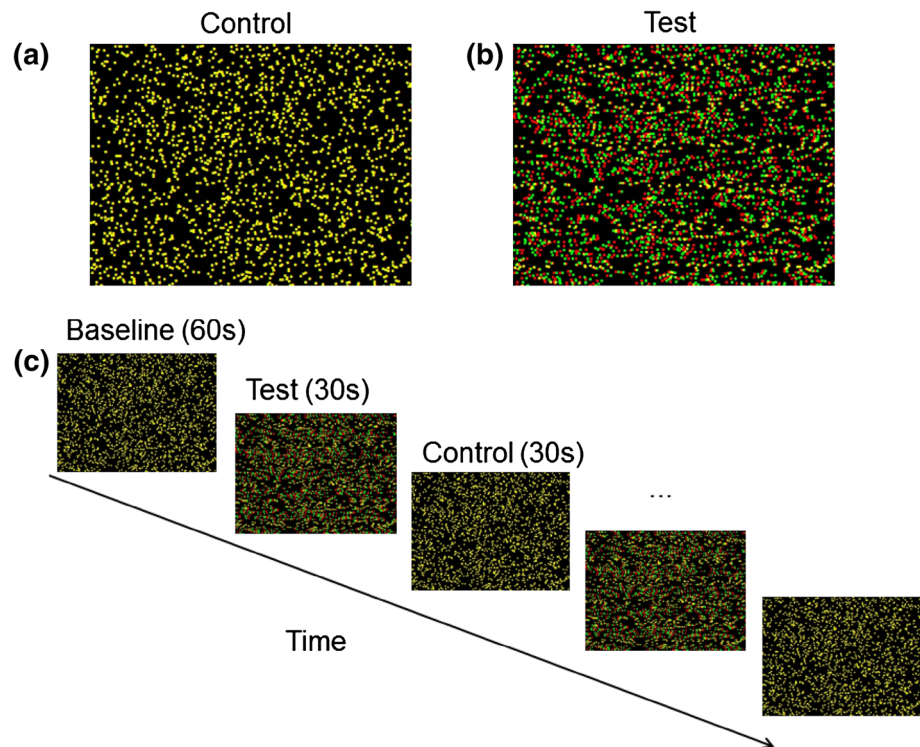 Control
Test
(a)
(b)
Baseline (60s)
(c)
Test (30s)
Control (30s)
...
Time